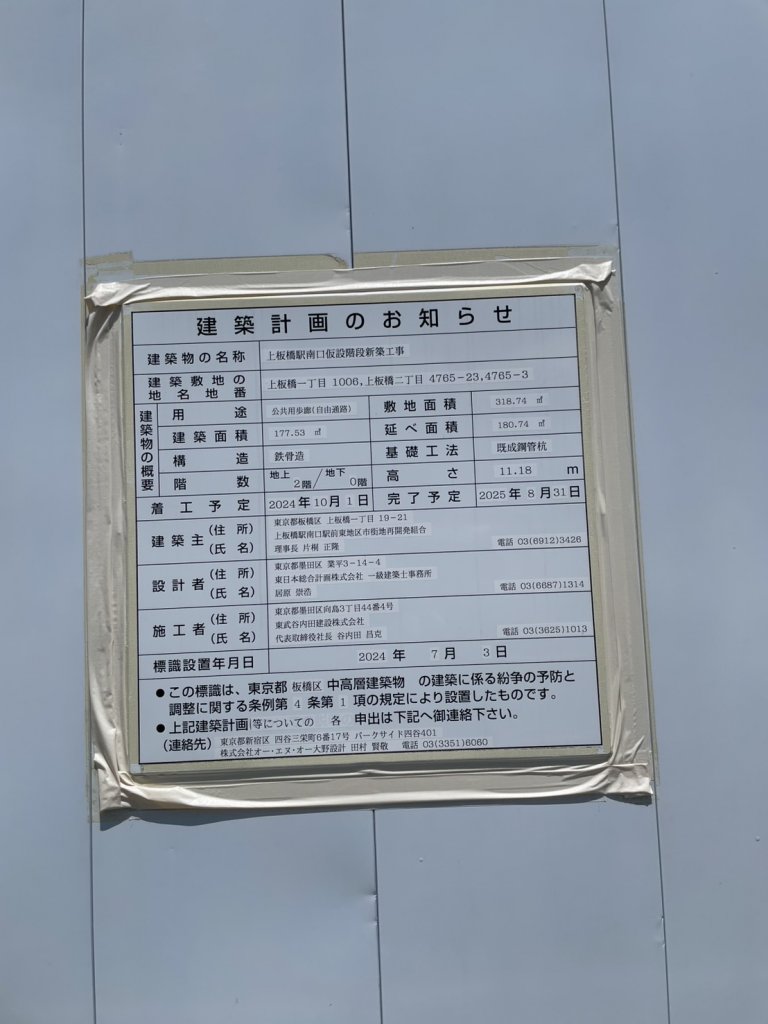 建築計画のお知らせ
建築物の名称 上板橋駅南口仮設階段新築工事
建築敷地の地名地番 上板橋一丁目 1006,上板橋二丁目 4765-23,4765-3
建築物の概要
用途 公共用歩廊(自由通路) 敷地面積 318.74 ㎡
建築面積 177.53 ㎡ 延べ面積 180.74 ㎡
構造 鉄骨造 基礎工法 既成鋼管杭
階数 地上 2階/地下 0階 高さ 11.18 m
着工予定 2024年10月1日 完了予定 2025年8月31日
建築主 (住所) (氏名)
東京都板橋区 上板橋一丁目 19-21
上板橋駅南口駅前東地区市街地再開発組合
理事長 片桐 正隆 電話 03(6912)3426
設計者 (住所) (氏名)
東京都墨田区 業平3-14-4
東日本総合計画株式会社 一級建築士事務所
居原 崇浩 電話 03(6687)1314
施工者 (住所) (氏名)
東京都墨田区向島3丁目44番4号
東武谷内田建設株式会社
代表取締役社長 谷内田 昌克 電話 03(3625)1013
標識設置年月日 2024 年 7 月 3 日
●この標識は、東京都 板橋区 中高層建築物 の建築に係る紛争の予防と
調整に関する条例第 4 条第 1 項の規定により設置したものです。
●上記建築計画 等についての 各 申出は下記へ御連絡下さい。
(連絡先) 東京都新宿区 四谷三栄町6番17号 パークサイド四谷401
株式会社オー・エヌ・オー大野設計 田村 賢敬 電話 03(3351)6060